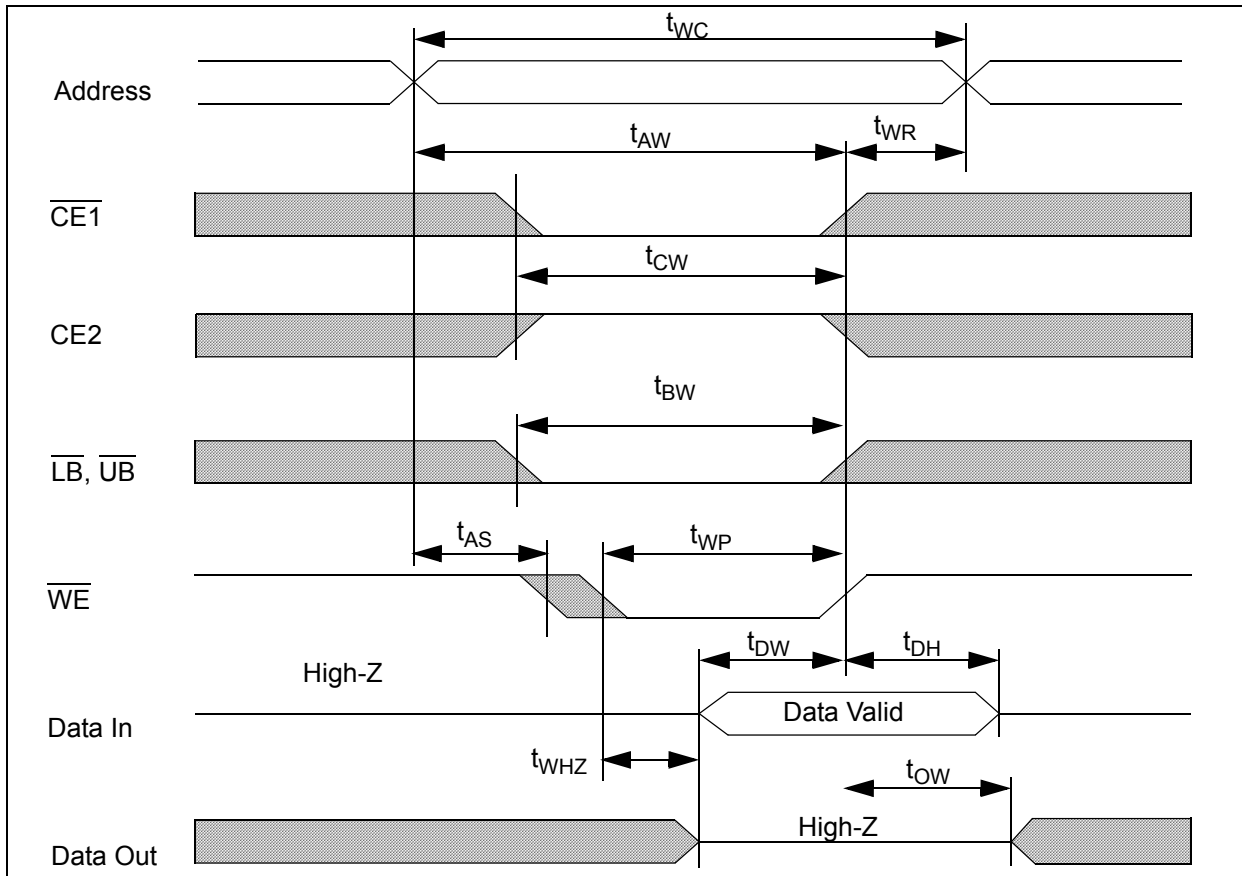 tWC
Address
tAW
tWR
CE1
tCW
CE2
tBW
LB, UB
tAS
tWP
WE
tDW
tDH
High-Z
Data Valid
Data In
tWHZ
tOW
High-Z
Data Out